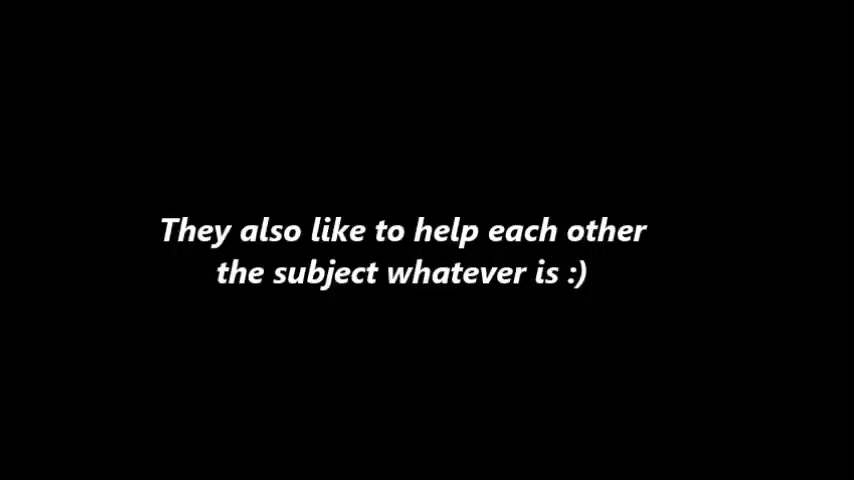 They also like to help each other
the subject whatever is :)